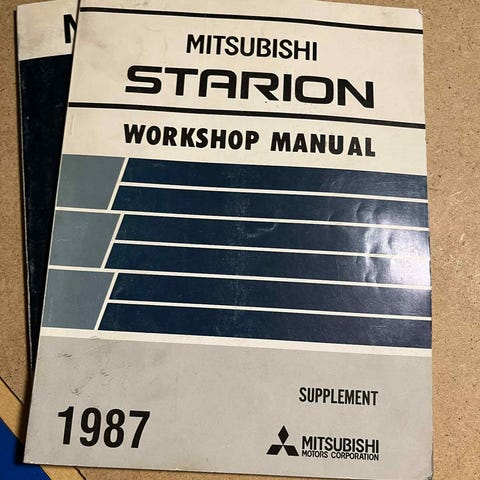 MITSUBISHI
STARION
WORKSHOP MANUAL
SUPPLEMENT
1987
MITSUBISHI
MOTORS CORPORATION